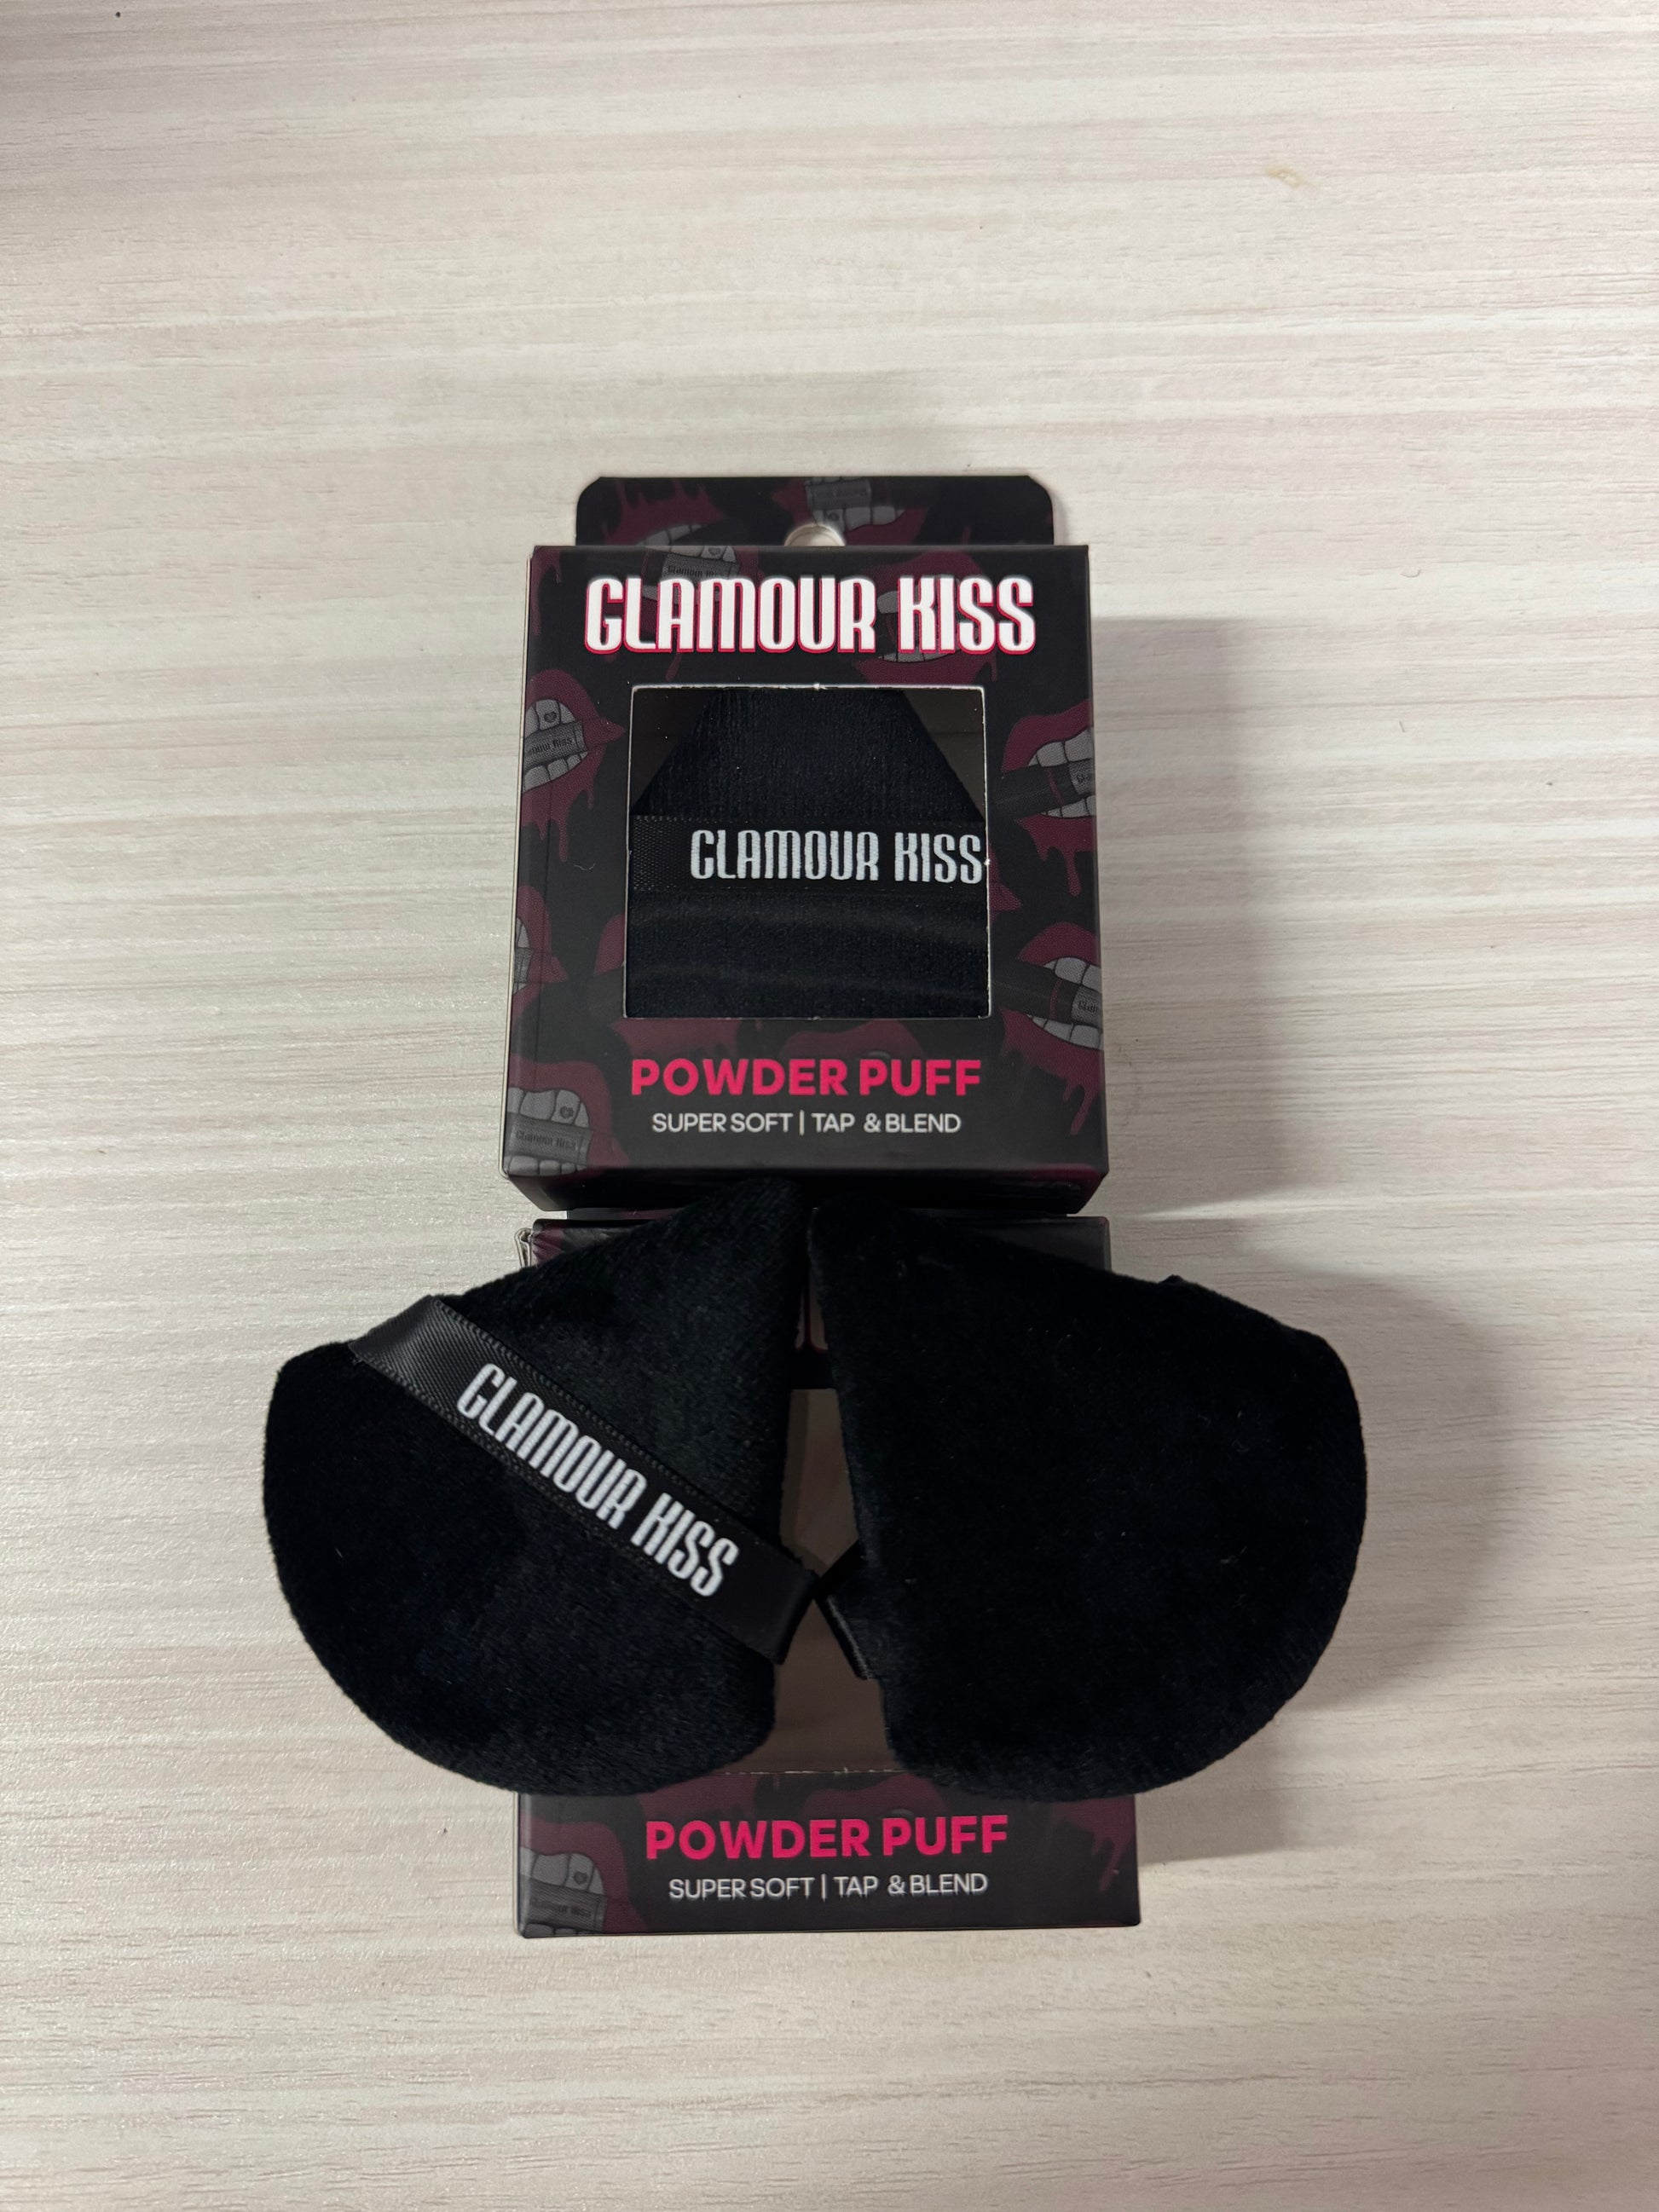 GLAMOUR KISS
GLAMOUR KISS
POWDER PUFF
SUPER SOFT | TAP & BLEND
GLAMOUR KISS
POWDER PUFF
SUPER SOFT | TAP & BLEND